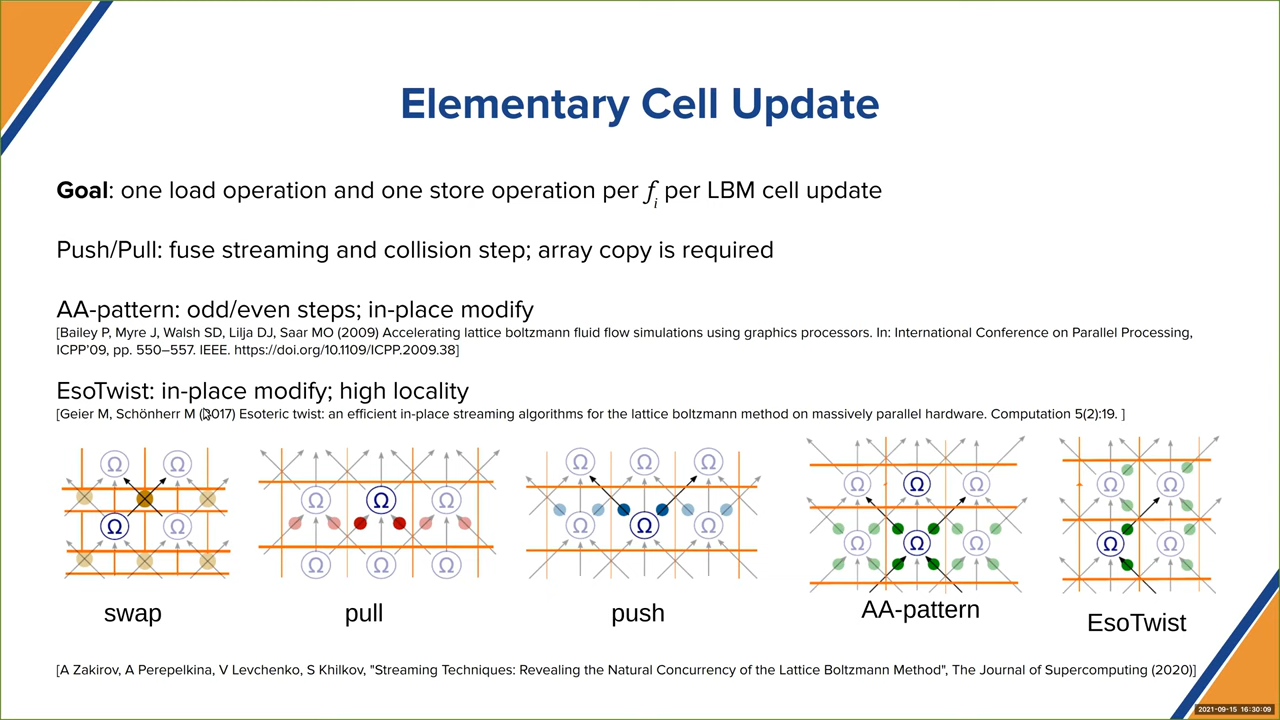 Elementary Cell Update
Goal: one load operation and one store operation per fi per LBM cell update
Push/Pull: fuse streaming and collision step; array copy is required
AA-pattern: odd/even steps; in-place modify
[Bailey P, Myre J, Walsh SD, Lilja DJ, Saar MO (2009) Accelerating lattice boltzmann fluid flow simulations using graphics processors. In: International Conference on Parallel Processing,
ICPP'09, pp. 550–557. IEEE. https://doi.org/10.1109/ICPP.2009.38]
EsoTwist: in-place modify; high locality
[Geier M, Schönherr M (2017) Esoteric twist: an efficient in-place streaming algorithms for the lattice boltzmann method on massively parallel hardware. Computation 5(2):19. ]
Ω Ω Ω Ω Ω
Ω Ω Ω Ω Ω Ω Ω Ω
Ω Ω Ω Ω Ω Ω Ω Ω Ω Ω
Ω Ω Ω
swap pull push AA-pattern EsoTwist
[A Zakirov, A Perepelkina, V Levchenko, S Khilkov, "Streaming Techniques: Revealing the Natural Concurrency of the Lattice Boltzmann Method", The Journal of Supercomputing (2020)]
2021-09-15 16:30:09